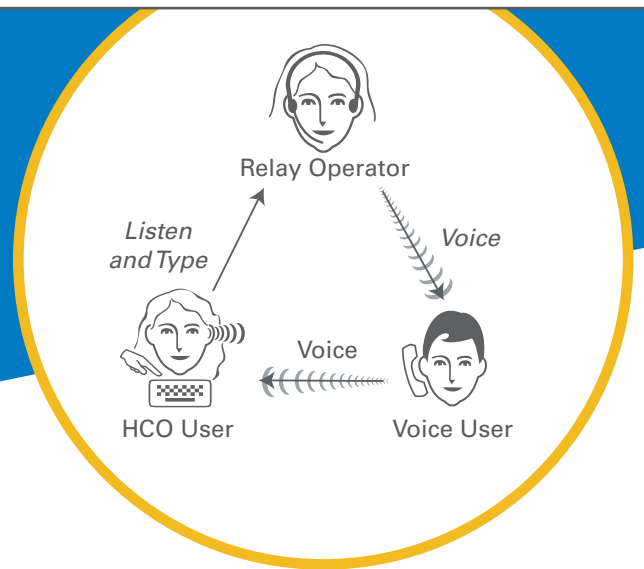 Relay Operator
Listen
and Type
Voice
Voice
HCO User
Voice User